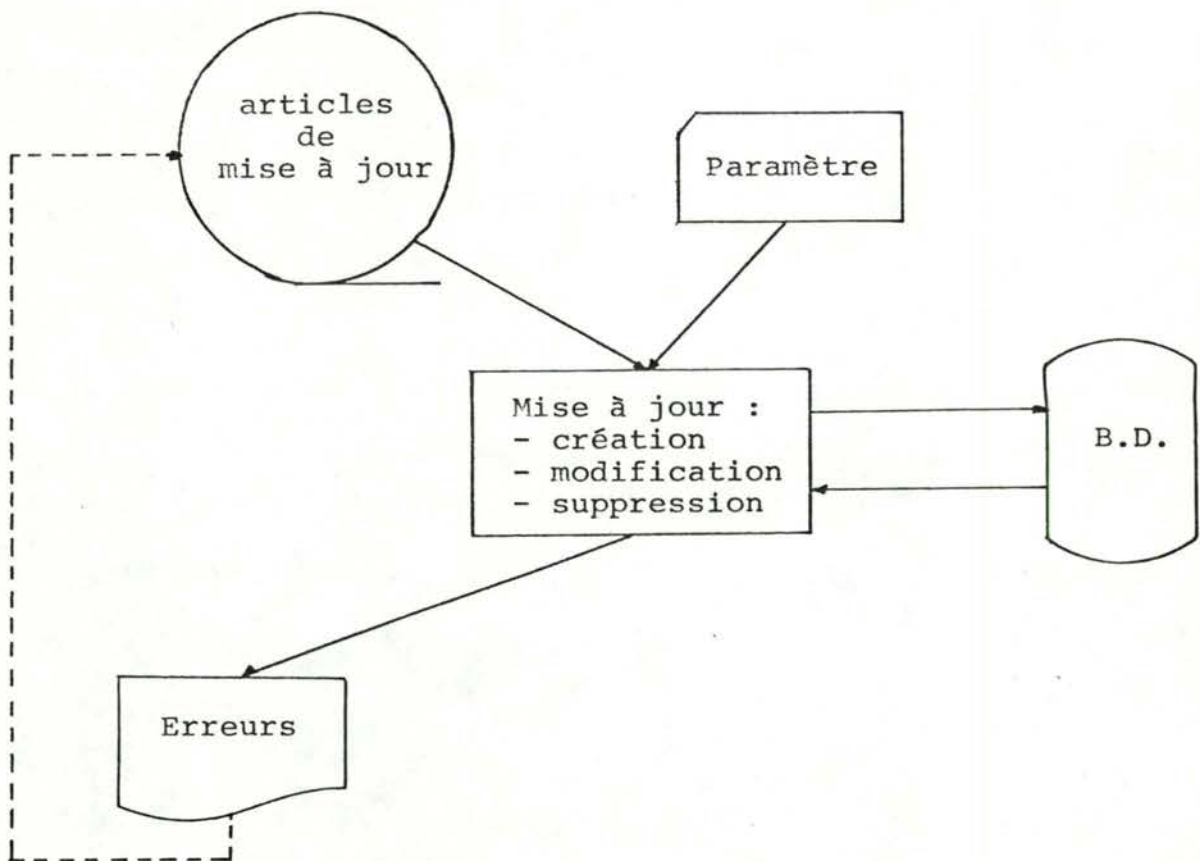 articles
de
mise à jour
Paramètre
Mise à jour :
- création
- modification
- suppression
B.D.
Erreurs